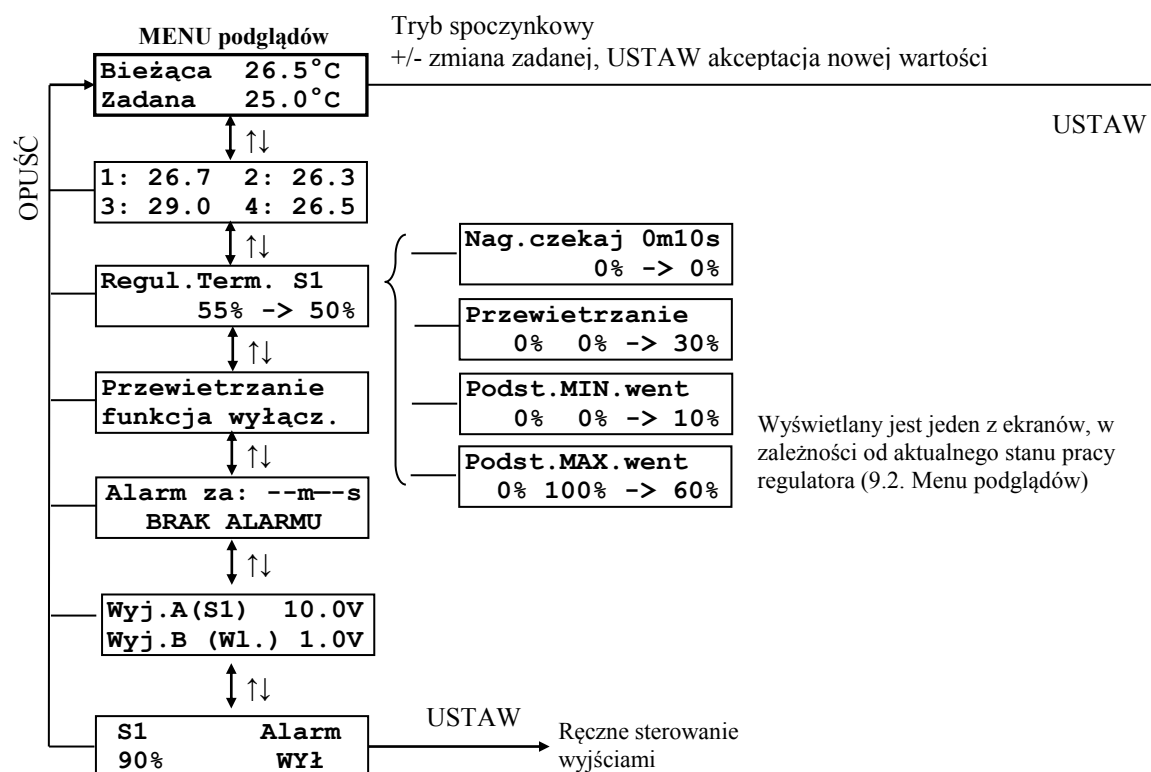 MENU podglądów
Tryb spoczynkowy
+/- zmiana zadanej, USTAW akceptacja nowej wartości
Bieżąca 26.5°C
Zadana 25.0°C
USTAW
OPUŚĆ
↑↓
1: 26.7 2: 26.3
3: 29.0 4: 26.5
↑↓
Regul.Term. S1
55% -> 50%
↑↓
Przewietrzanie
funkcja wyłącz.
↑↓
Alarm za: --m--s
BRAK ALARMU
↑↓
Wyj.A(S1) 10.0V
Wyj.B (Wl.) 1.0V
↑↓
S1 Alarm
90% WYŁ
USTAW
Ręczne sterowanie
wyjściami
Nag.czekaj 0m10s
0% -> 0%
Przewietrzanie
0% 0% -> 30%
Podst.MIN.went
0% 0% -> 10%
Podst.MAX.went
0% 100% -> 60%
Wyświetlany jest jeden z ekranów, w
zależności od aktualnego stanu pracy
regulatora (9.2. Menu podglądów)